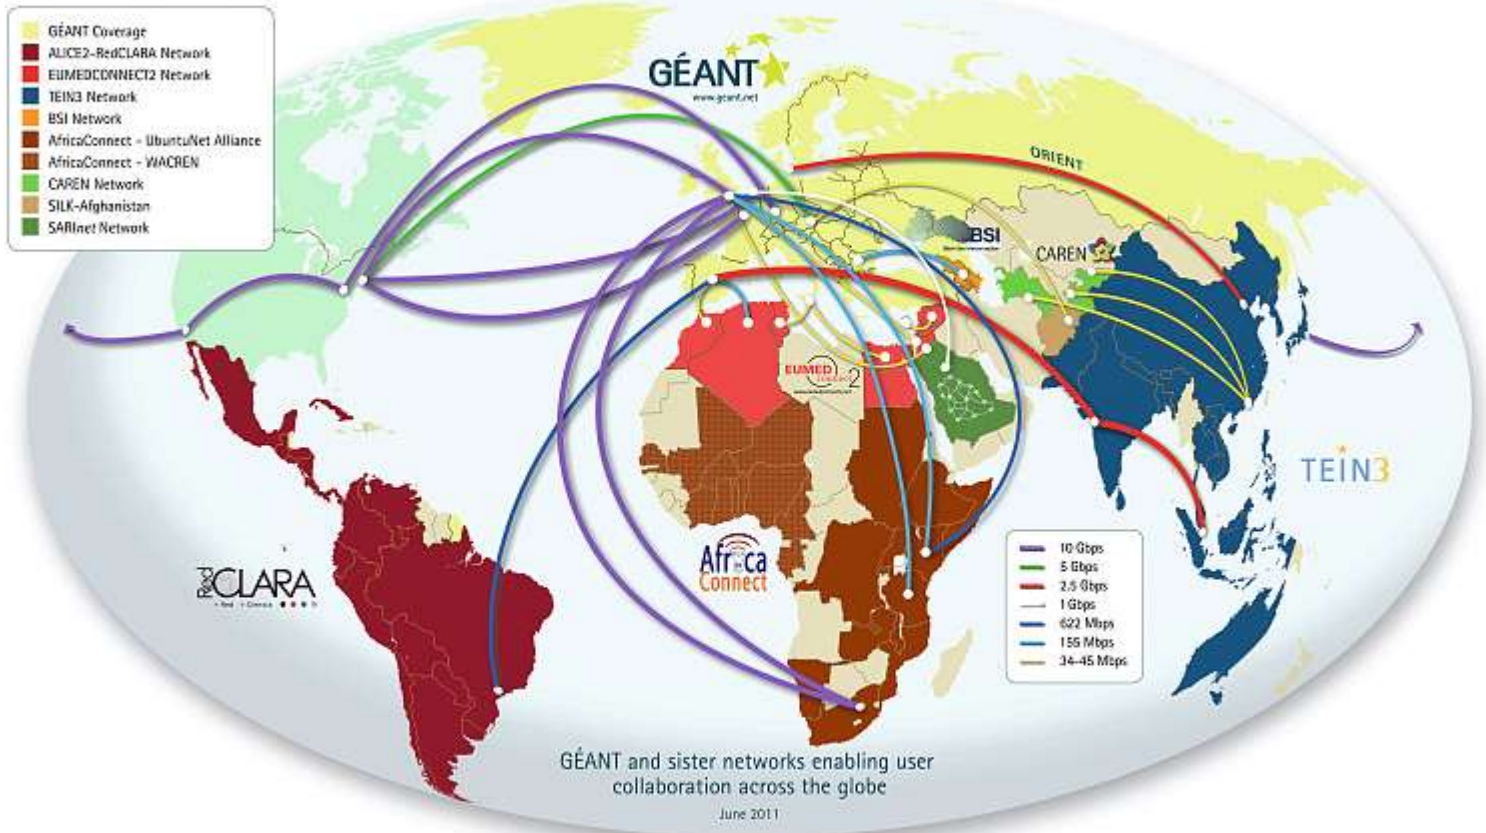 GÉANT Coverage
ALICE2-RedCLARA Network
EUMEDCONNECT2 Network
TEIN3 Network
BSI Network
AfricaConnect - UbuntuNet Alliance
AfricaConnect - WACREN
CAREN Network
SILK-Afghanistan
SARInet Network
GÉANT
www.geant.net
ORIENT
BSI
CAREN
EUMED
CONNECT 2
TEIN3
Africa
Connect
Red
CLARA
10 Gbps
5 Gbps
2.5 Gbps
1 Gbps
622 Mbps
155 Mbps
34-45 Mbps
GÉANT and sister networks enabling user
collaboration across the globe
June 2011